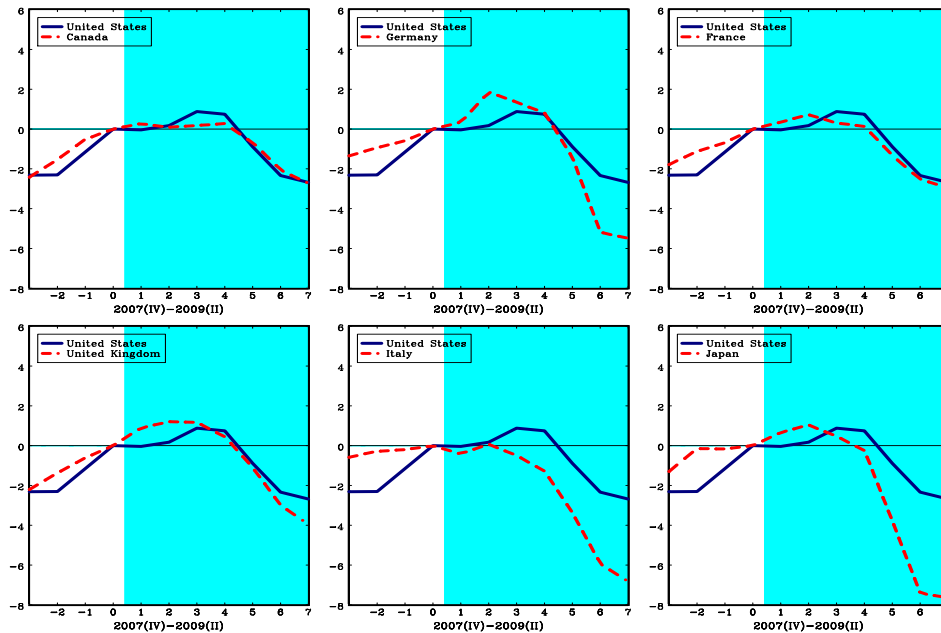 6
4
2
0
−2
−4
−6
−8
United States
Canada
−2 −1 0 1 2 3 4 5 6 7
2007(IV)−2009(II)
6
4
2
0
−2
−4
−6
−8
United States
Germany
−2 −1 0 1 2 3 4 5 6 7
2007(IV)−2009(II)
6
4
2
0
−2
−4
−6
−8
United States
France
−2 −1 0 1 2 3 4 5 6
2007(IV)−2009(II)
6
4
2
0
−2
−4
−6
−8
United States
United Kingdom
−2 −1 0 1 2 3 4 5 6 7
2007(IV)−2009(II)
6
4
2
0
−2
−4
−6
−8
United States
Italy
−2 −1 0 1 2 3 4 5 6 7
2007(IV)−2009(II)
6
4
2
0
−2
−4
−6
−8
United States
Japan
−2 −1 0 1 2 3 4 5 6
2007(IV)−2009(II)